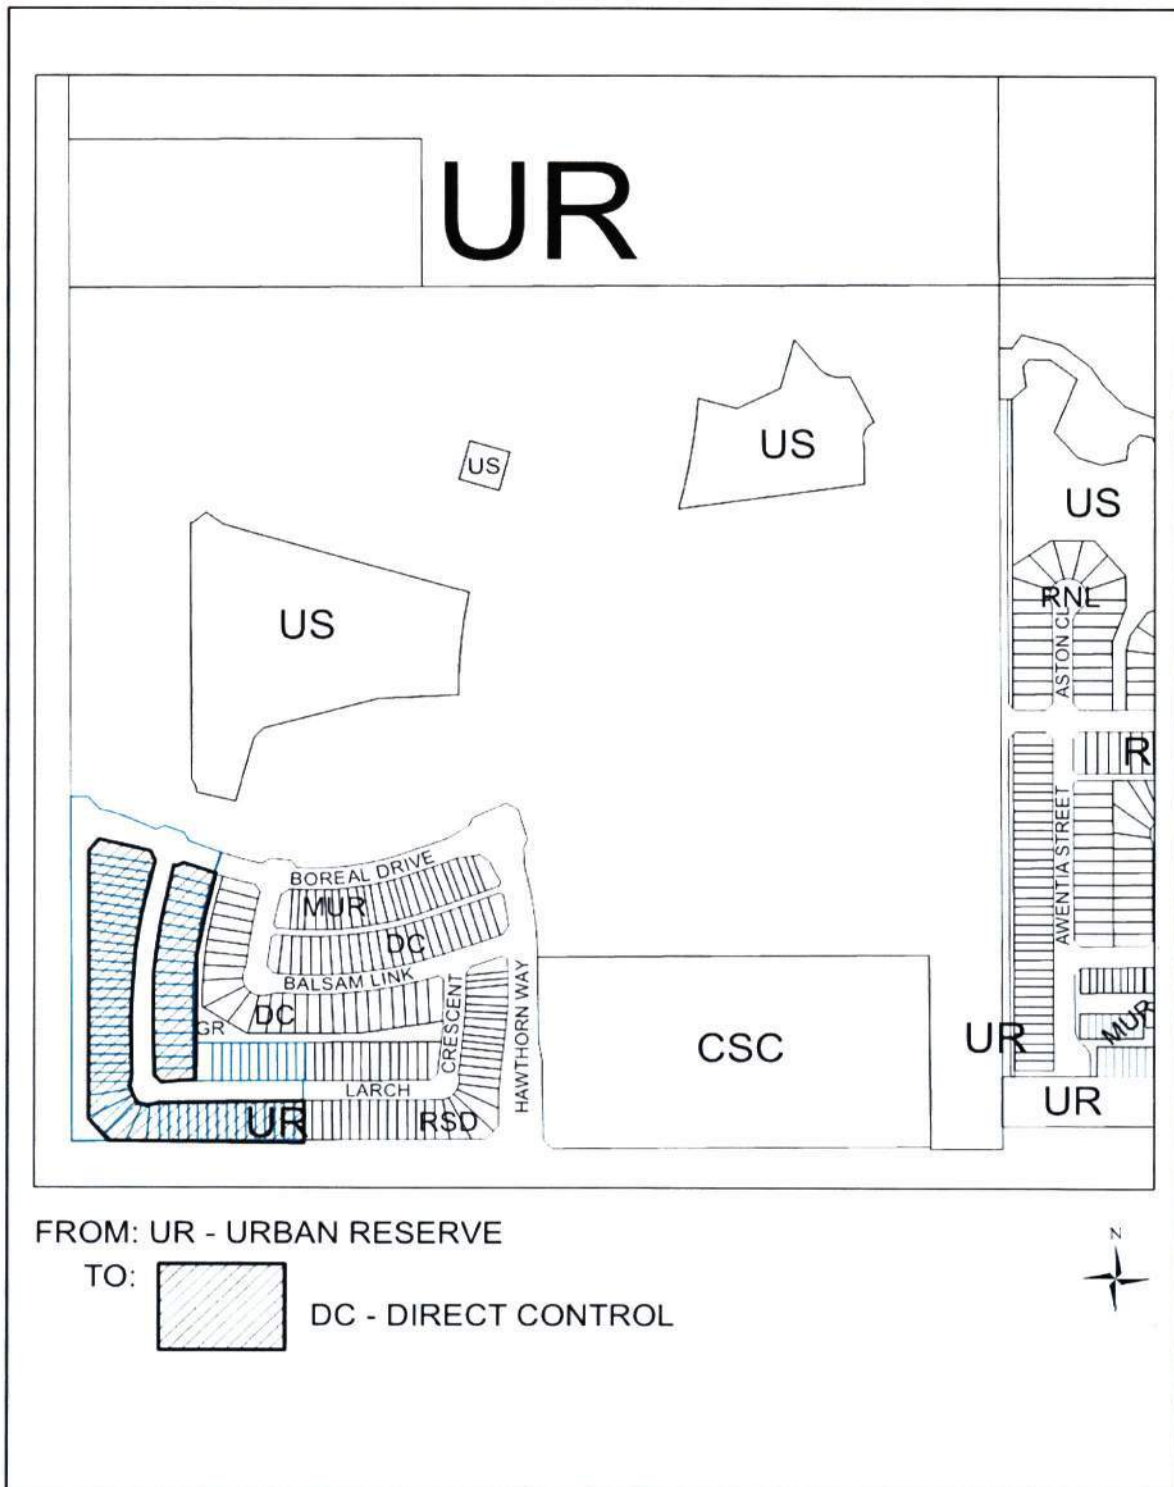 UR
US
US
US
US
RNL
ASTON CL
R
AWENTIA STREET
BOREAL DRIVE
MUR
DC
BALSAM LINK
DC
GR
CRESCENT
HAWTHORN WAY
LARCH
UR
RSD
CSC
UR
MUR
UR
FROM: UR - URBAN RESERVE
TO:
DC - DIRECT CONTROL
N